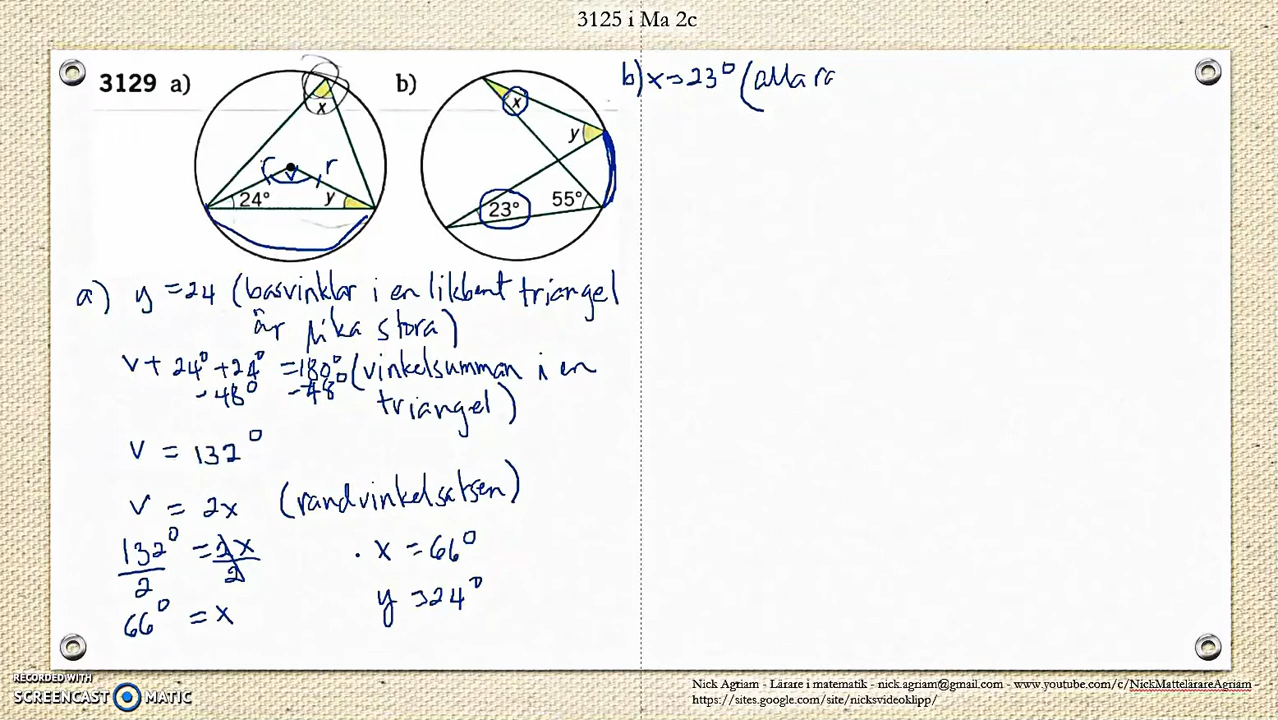 3125 i Ma 2c
3129 a)
b)
x
r
r
v
24°
y
x
y
23°
55°
a) y = 24 (basvinklar i en likbent triangel
är lika stora)
v + 24° + 24° = 180° (vinkelsumman i en
-48° -48°
triangel)
v = 132°
v = 2x (randvinkelsatsen)
132° = 2x
2 2
66° = x
x = 66°
y = 24°
b) x = 23° (alla ra
RECORDED WITH
SCREENCAST MATIC
Nick Agriam - Lärare i matematik - nick.agriam@gmail.com - www.youtube.com/c/NickMattelärareAgriam
https://sites.google.com/site/nicksvideoklipp/